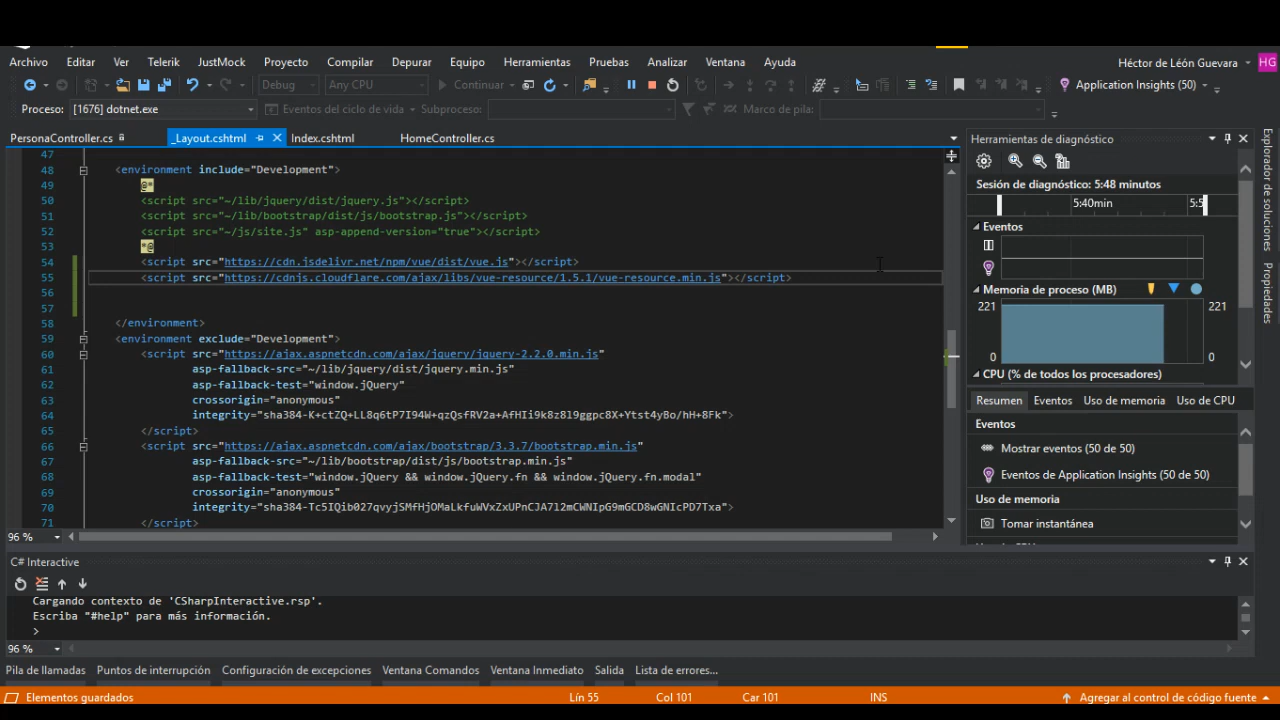 Archivo Editar Ver Telerik JustMock Proyecto Compilar Depurar Equipo Herramientas Pruebas Analizar Ventana Ayuda Héctor de León Guevara HG
Debug Any CPU Continuar Application Insights (50)
Proceso: [1676] dotnet.exe Eventos del ciclo de vida Subproceso: Marco de pila:
PersonaController.cs _Layout.cshtml Index.cshtml HomeController.cs
47
48 <environment include="Development">
49 @*
50 <script src="~/lib/jquery/dist/jquery.js"></script>
51 <script src="~/lib/bootstrap/dist/js/bootstrap.js"></script>
52 <script src="~/js/site.js" asp-append-version="true"></script>
53 *@
54 <script src="https://cdn.jsdelivr.net/npm/vue/dist/vue.js"></script>
55 <script src="https://cdnjs.cloudflare.com/ajax/libs/vue-resource/1.5.1/vue-resource.min.js"></script>
56
57
58 </environment>
59 <environment exclude="Development">
60 <script src="https://ajax.aspnetcdn.com/ajax/jquery/jquery-2.2.0.min.js"
61 asp-fallback-src="~/lib/jquery/dist/jquery.min.js"
62 asp-fallback-test="window.jQuery"
63 crossorigin="anonymous"
64 integrity="sha384-K+ctZQ+LL8q6tP7I94W+qzQsfRV2a+AfHIi9k8z8l9ggpc8X+Ytst4yBo/hH+8Fk">
65 </script>
66 <script src="https://ajax.aspnetcdn.com/ajax/bootstrap/3.3.7/bootstrap.min.js"
67 asp-fallback-src="~/lib/bootstrap/dist/js/bootstrap.min.js"
68 asp-fallback-test="window.jQuery && window.jQuery.fn && window.jQuery.fn.modal"
69 crossorigin="anonymous"
70 integrity="sha384-Tc5IQib027qvyjSMfHjOMaLkfuWVxZxUPnCJA7l2mCWNIpG9mGCD8wGNIcPD7Txa">
71 </script>
96 %
Herramientas de diagnóstico
Sesión de diagnóstico: 5:48 minutos
5:40min 5:5
Eventos
Memoria de proceso (MB)
221 221
0 0
CPU (% de todos los procesadores)
Resumen Eventos Uso de memoria Uso de CPU
Eventos
Mostrar eventos (50 de 50)
Eventos de Application Insights (50 de 50)
Uso de memoria
Tomar instantánea
Explorador de soluciones
Propiedades
C# Interactive
Cargando contexto de 'CSharpInteractive.rsp'.
Escriba "#help" para más información.
>
96 %
Pila de llamadas Puntos de interrupción Configuración de excepciones Ventana Comandos Ventana Inmediato Salida Lista de errores...
Elementos guardados Lín 55 Col 101 Car 101 INS Agregar al control de código fuente